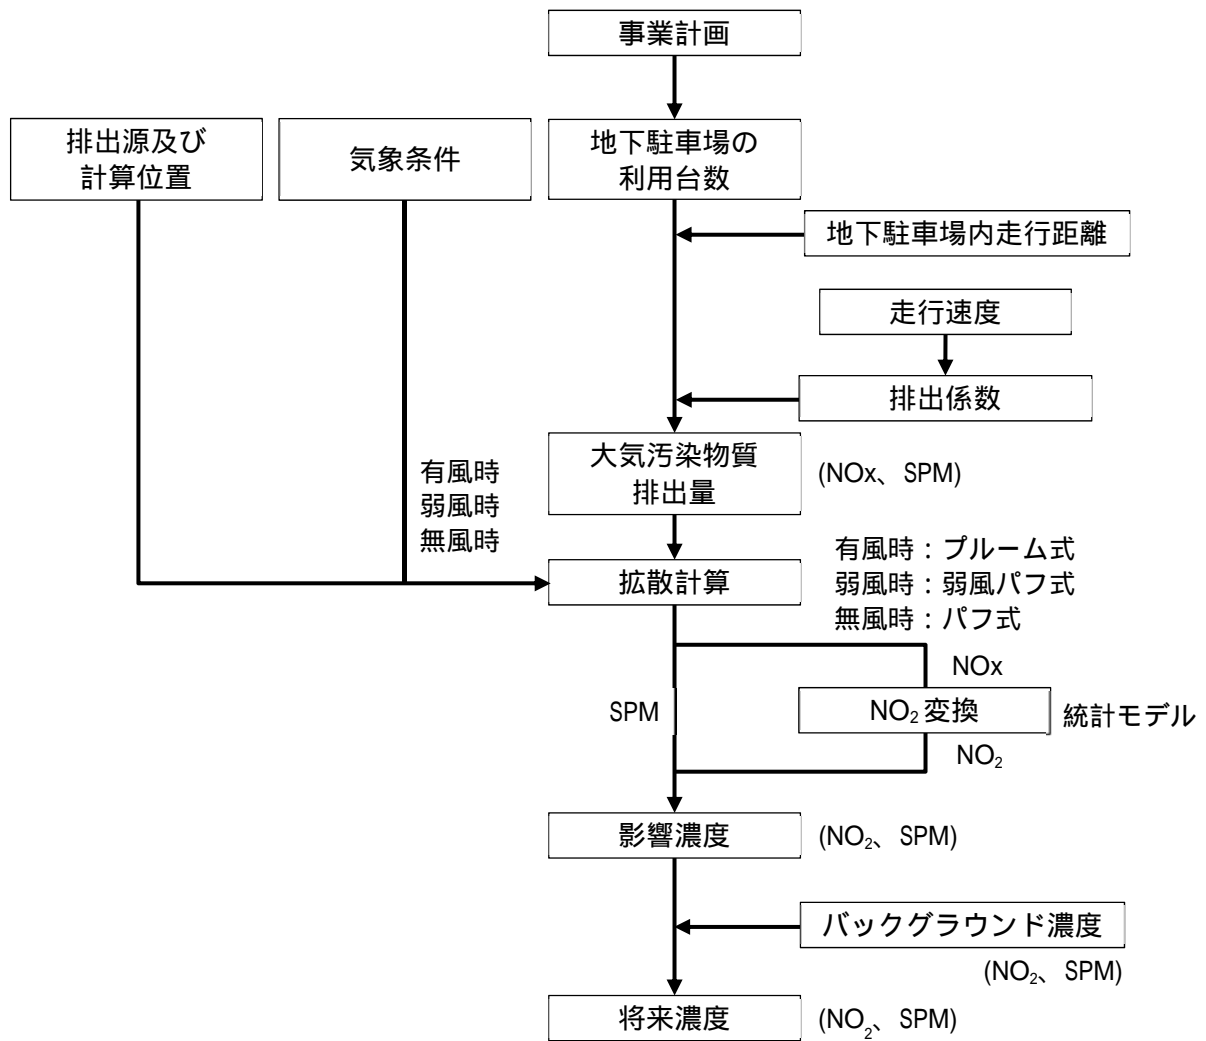 事業計画
排出源及び
計算位置
気象条件
地下駐車場の
利用台数
地下駐車場内走行距離
走行速度
排出係数
大気汚染物質
排出量
(NOx、SPM)
有風時
弱風時
無風時
拡散計算
有風時：プルーム式
弱風時：弱風パフ式
無風時：パフ式
NOx
SPM
NO₂変換
統計モデル
NO₂
影響濃度
(NO₂、SPM)
バックグラウンド濃度
(NO₂、SPM)
将来濃度
(NO₂、SPM)